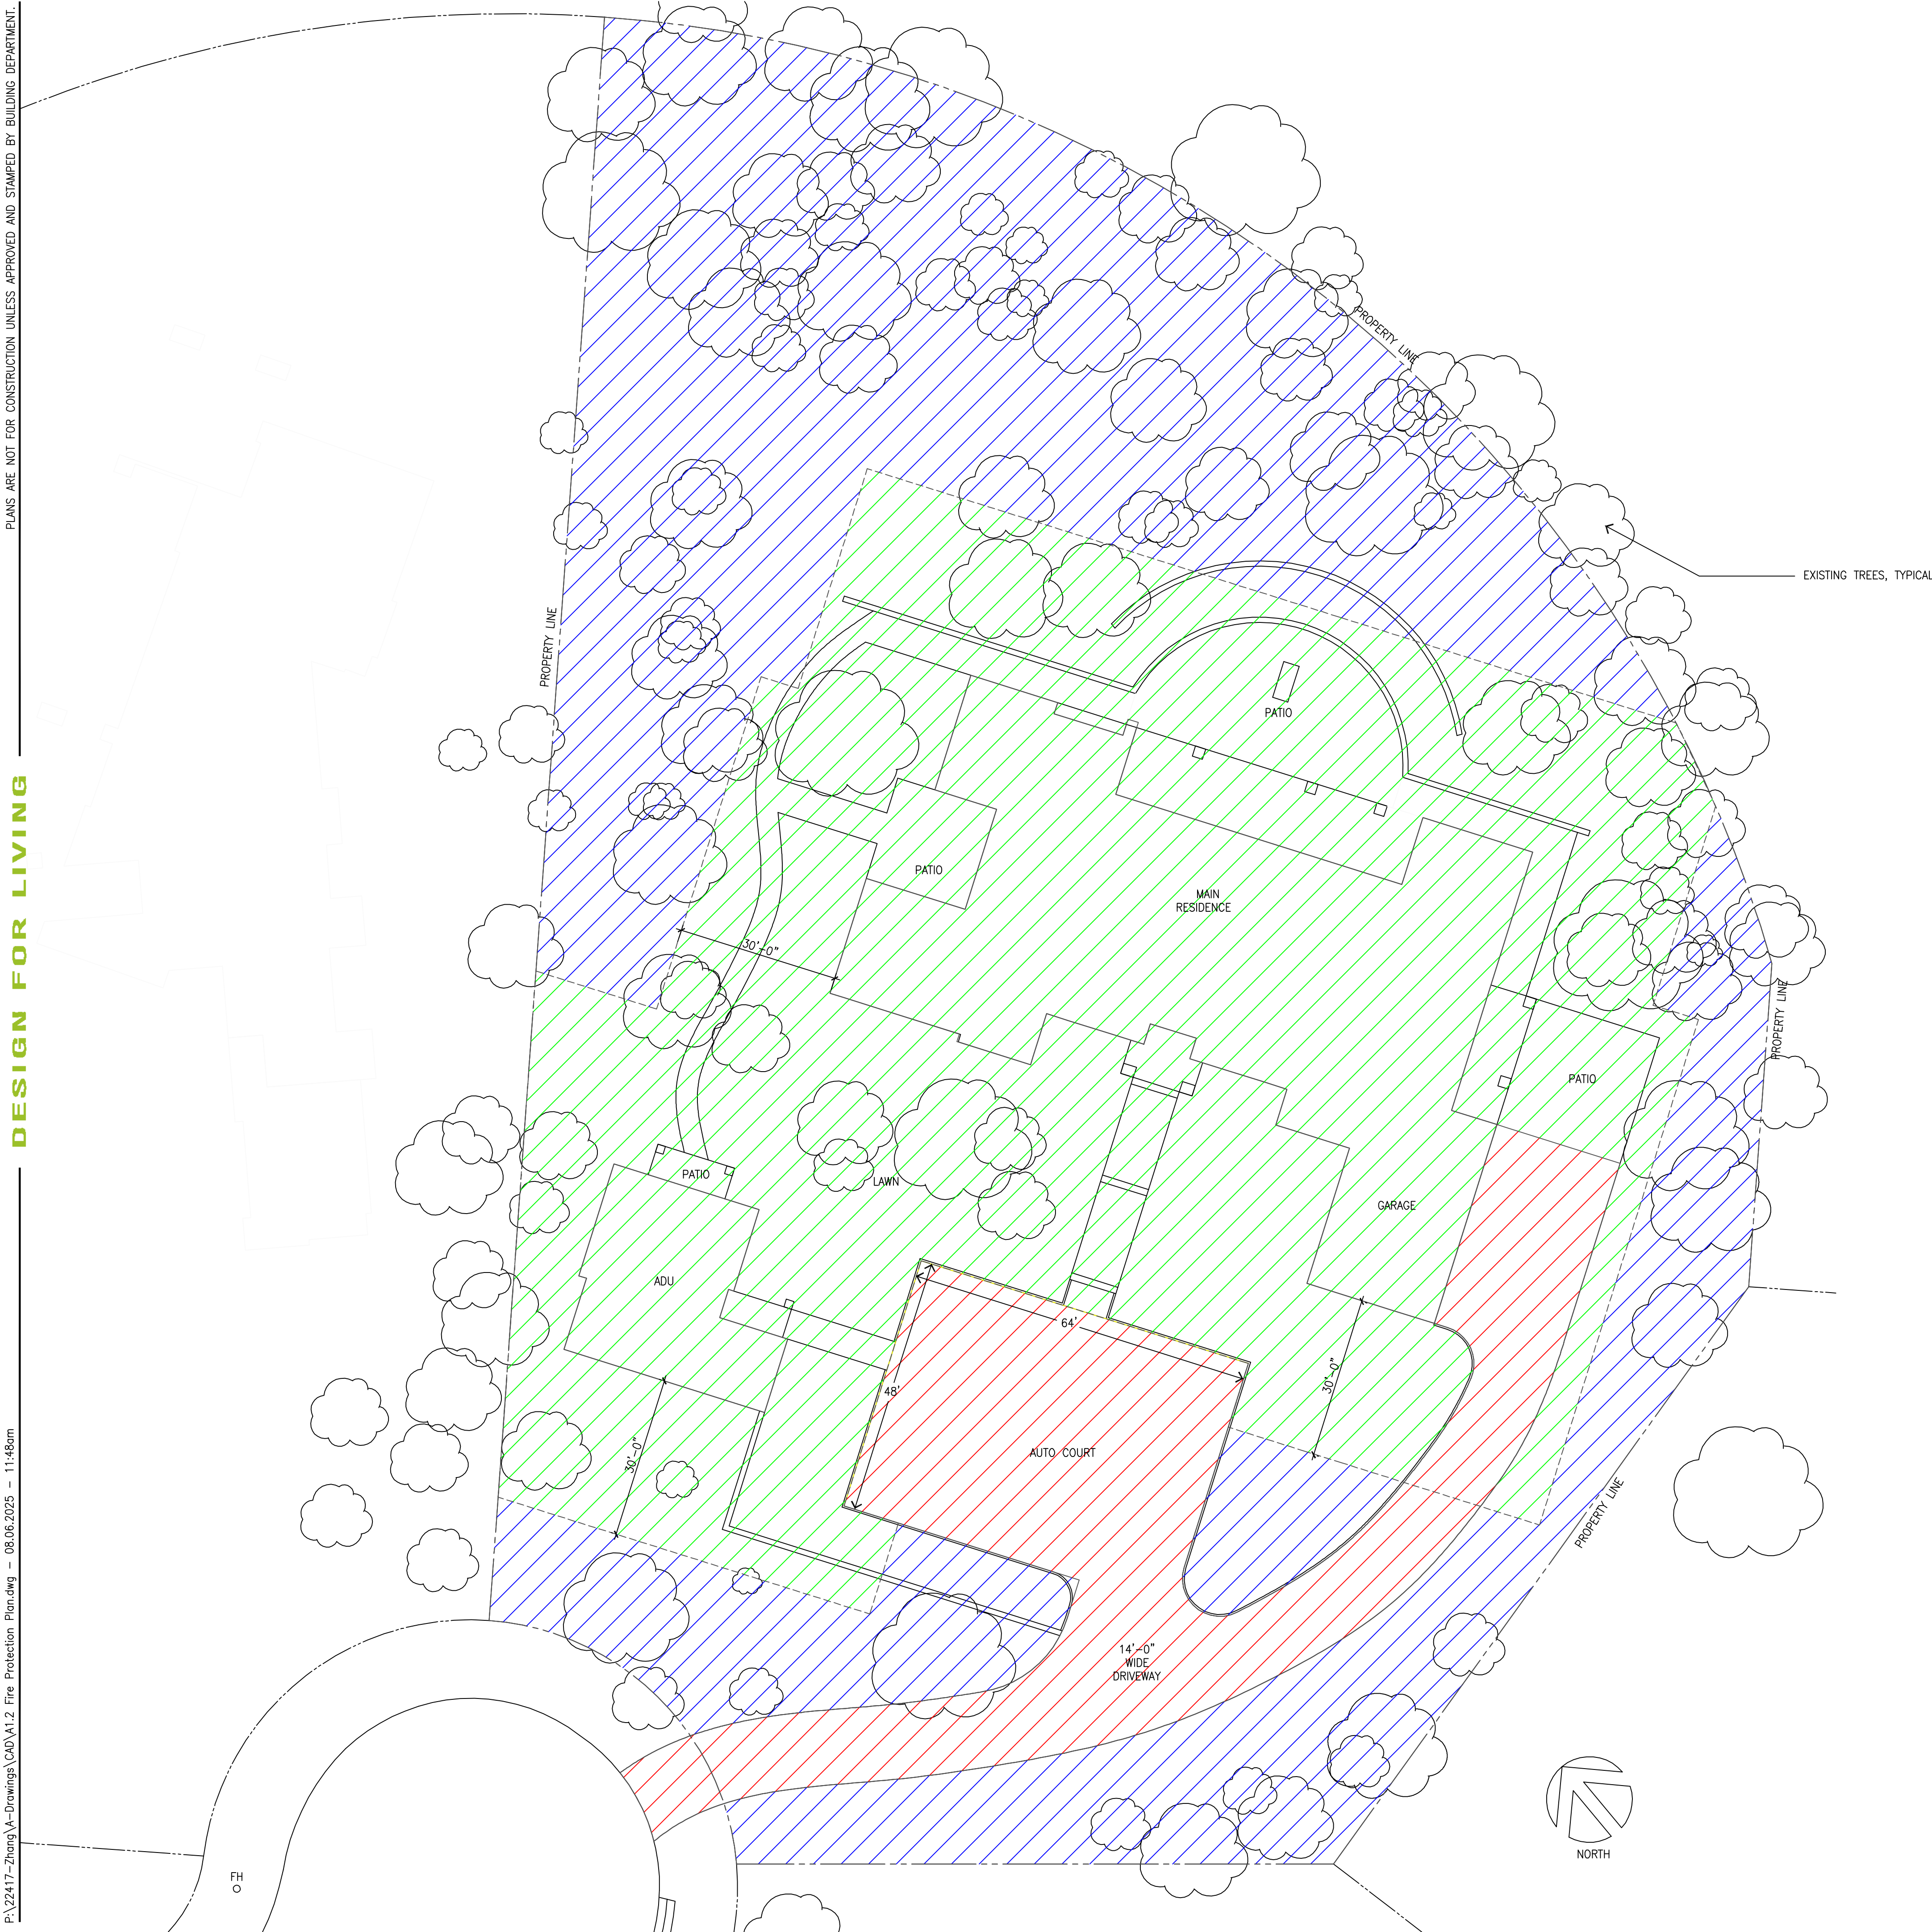 PLANS ARE NOT FOR CONSTRUCTION UNLESS APPROVED AND STAMPED BY BUILDING DEPARTMENT.
DESIGN FOR LIVING
P:\22417-Zhang\A-Drawings\CAD\A1.2 Fire Protection Plan.dwg - 08.06.2025 - 11:48am
PROPERTY LINE
EXISTING TREES, TYPICAL
PROPERTY LINE
PATIO
PATIO
MAIN
RESIDENCE
30'-0"
PROPERTY LINE
PATIO
PATIO
LAWN
GARAGE
ADU
64'
48'
30'-0"
AUTO COURT
30'-0"
PROPERTY LINE
14'-0"
WIDE
DRIVEWAY
NORTH
FH